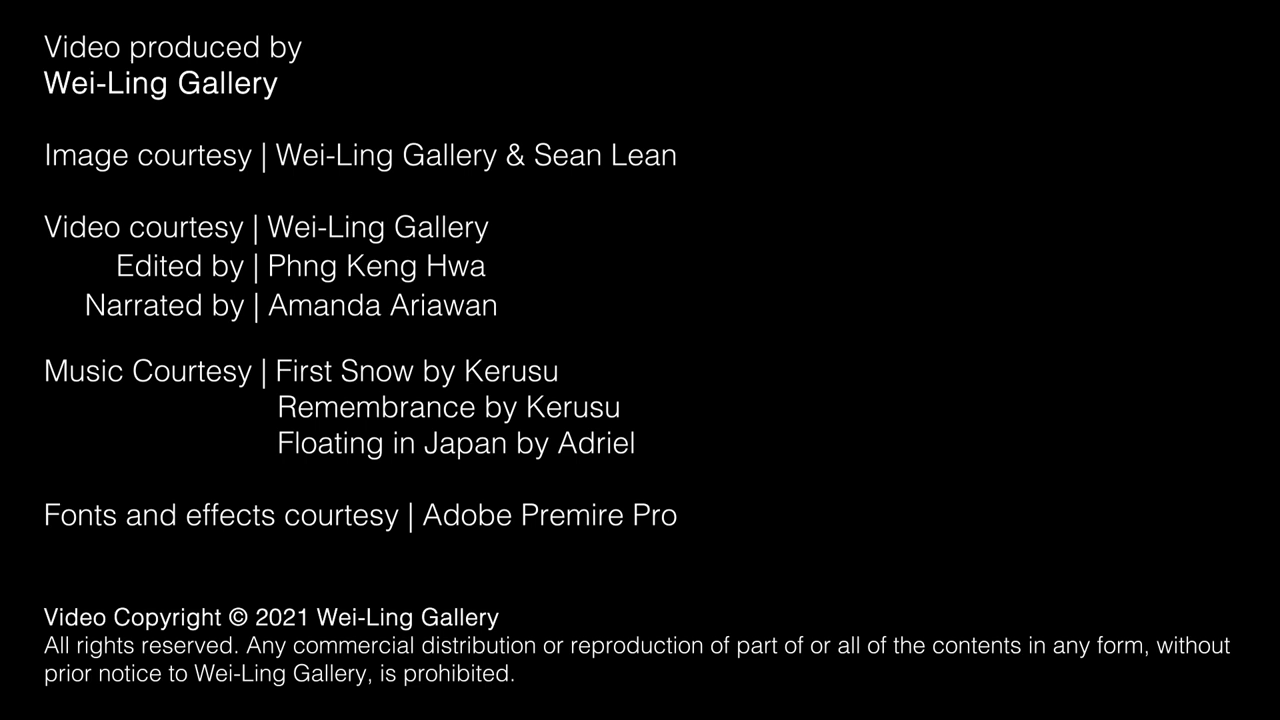 Video produced by
Wei-Ling Gallery
Image courtesy | Wei-Ling Gallery & Sean Lean
Video courtesy | Wei-Ling Gallery
Edited by | Phng Keng Hwa
Narrated by | Amanda Ariawan
Music Courtesy | First Snow by Kerusu
Remembrance by Kerusu
Floating in Japan by Adriel
Fonts and effects courtesy | Adobe Premire Pro
Video Copyright © 2021 Wei-Ling Gallery
All rights reserved. Any commercial distribution or reproduction of part of or all of the contents in any form, without
prior notice to Wei-Ling Gallery, is prohibited.